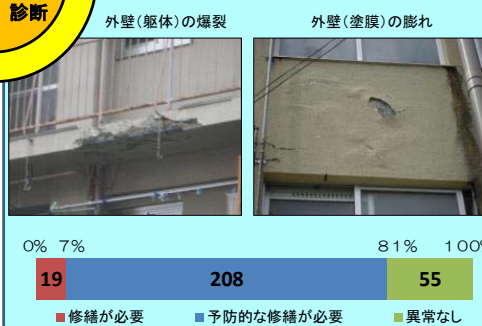 診断
外壁(躯体)の爆裂 外壁(塗膜)の膨れ
0% 7% 81% 100%
19 208 55
■修繕が必要 ■予防的な修繕が必要 ■異常なし